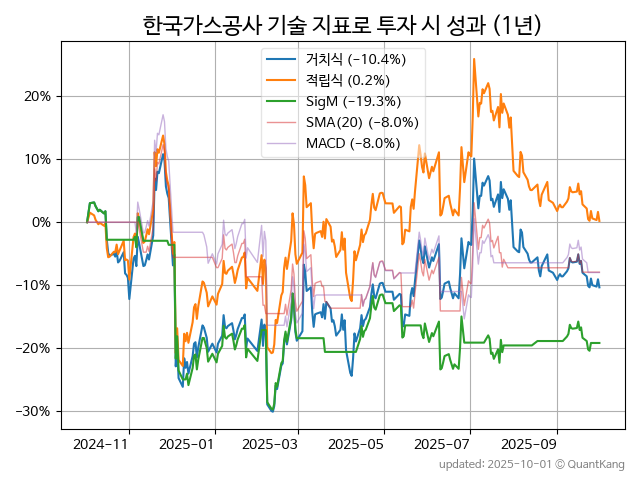 한국가스공사 기술 지표로 투자 시 성과 (1년)
거치식 (−10.4%)
적립식 (0.2%)
SigM (−19.3%)
SMA(20) (−8.0%)
MACD (−8.0%)
20%
10%
0%
−10%
−20%
−30%
2024-11 2025-01 2025-03 2025-05 2025-07 2025-09
updated: 2025-10-01 © QuantKang